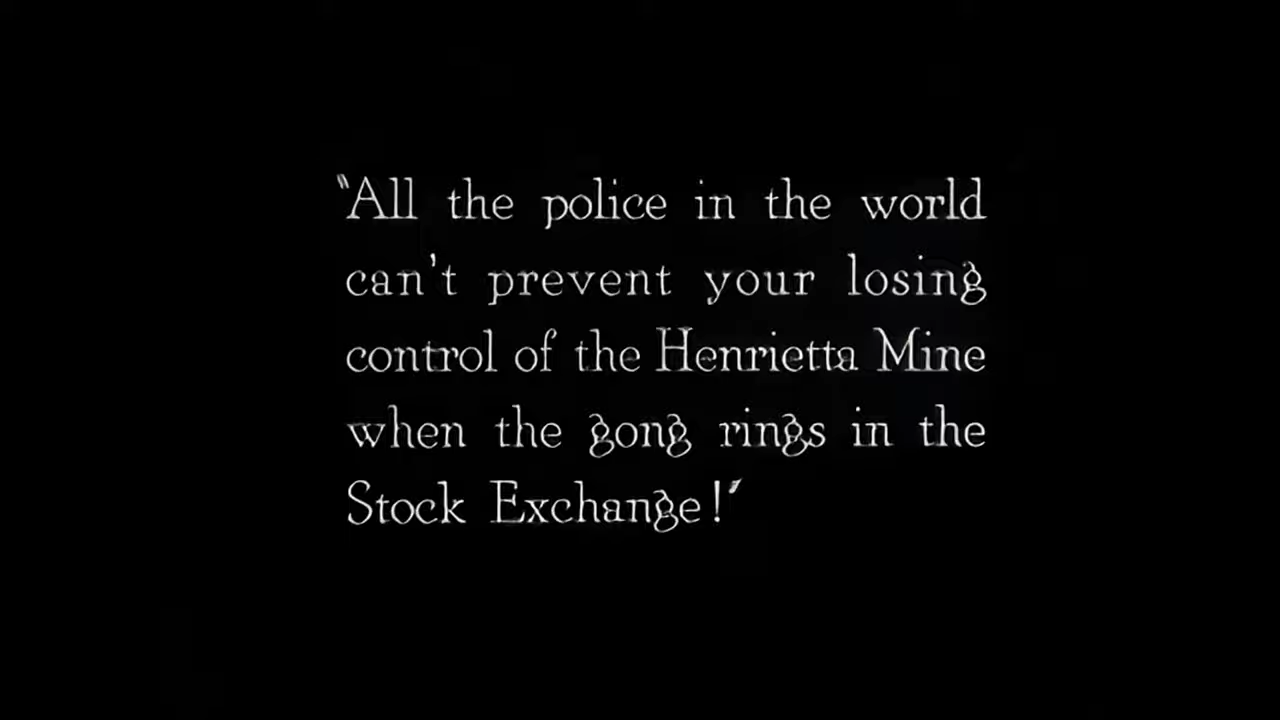 "All the police in the world
can't prevent your losing
control of the Henrietta Mine
when the gong rings in the
Stock Exchange!"